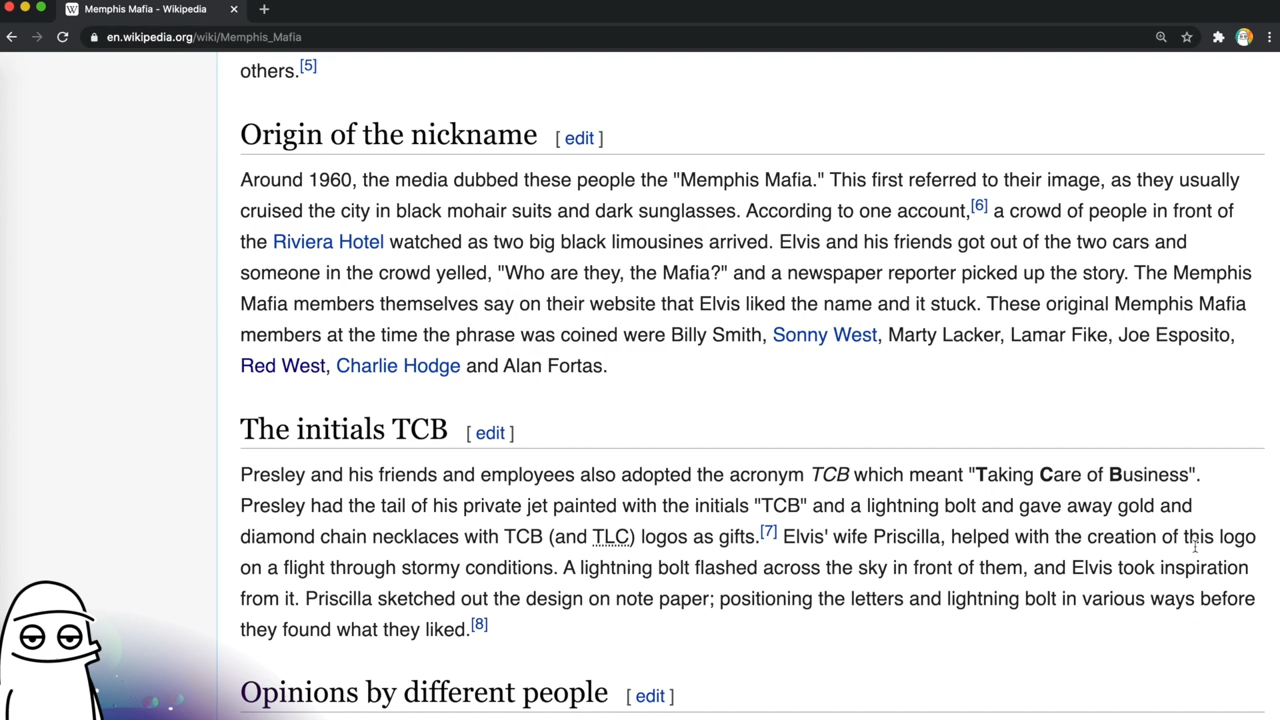 Memphis Mafia - Wikipedia
en.wikipedia.org/wiki/Memphis_Mafia
others.[5]
Origin of the nickname [ edit ]
Around 1960, the media dubbed these people the "Memphis Mafia." This first referred to their image, as they usually
cruised the city in black mohair suits and dark sunglasses. According to one account,[6] a crowd of people in front of
the Riviera Hotel watched as two big black limousines arrived. Elvis and his friends got out of the two cars and
someone in the crowd yelled, "Who are they, the Mafia?" and a newspaper reporter picked up the story. The Memphis
Mafia members themselves say on their website that Elvis liked the name and it stuck. These original Memphis Mafia
members at the time the phrase was coined were Billy Smith, Sonny West, Marty Lacker, Lamar Fike, Joe Esposito,
Red West, Charlie Hodge and Alan Fortas.
The initials TCB [ edit ]
Presley and his friends and employees also adopted the acronym TCB which meant "Taking Care of Business".
Presley had the tail of his private jet painted with the initials "TCB" and a lightning bolt and gave away gold and
diamond chain necklaces with TCB (and TLC) logos as gifts.[7] Elvis' wife Priscilla, helped with the creation of this logo
on a flight through stormy conditions. A lightning bolt flashed across the sky in front of them, and Elvis took inspiration
from it. Priscilla sketched out the design on note paper; positioning the letters and lightning bolt in various ways before
they found what they liked.[8]
Opinions by different people [ edit ]